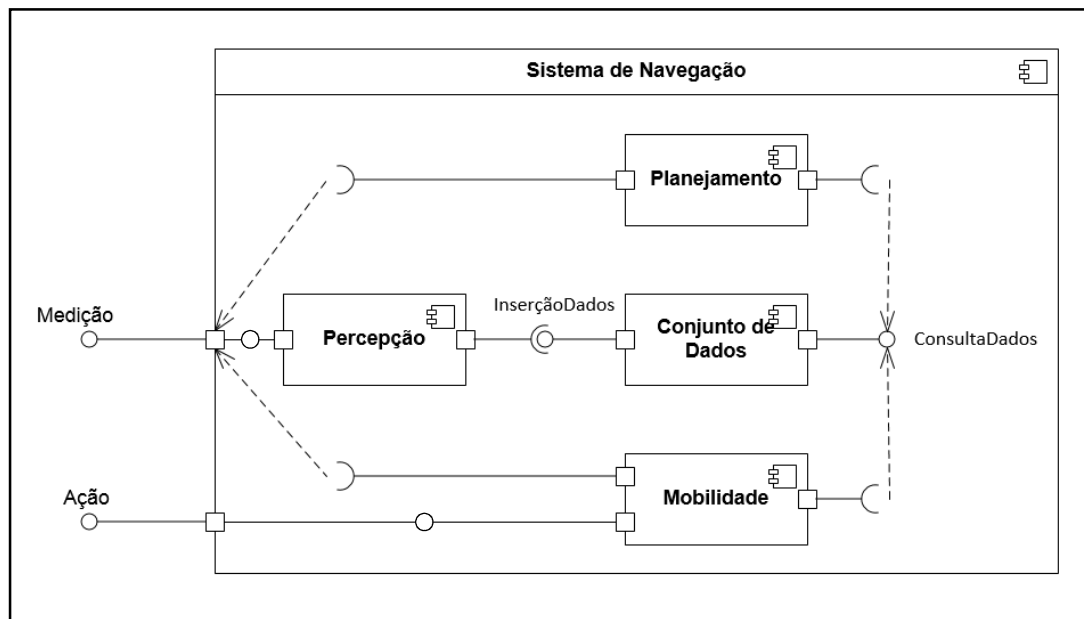 Sistema de Navegação
Planejamento
Medição
Percepção
InserçãoDados
Conjunto de
Dados
ConsultaDados
Ação
Mobilidade